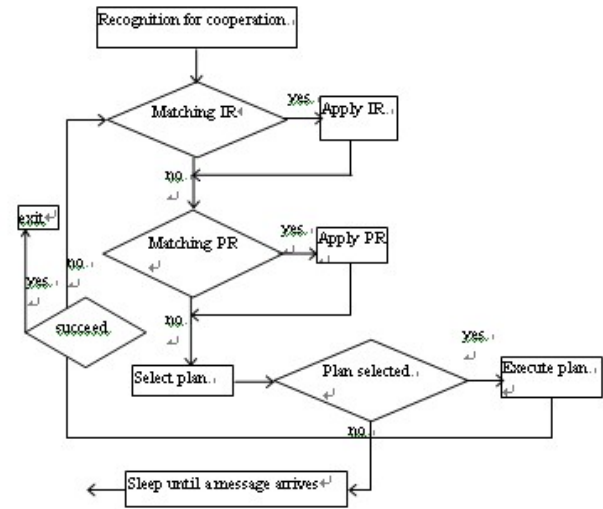 Recognition for cooperation.
Matching IR
yes.
Apply IR.
no.
Matching PR
yes.
Apply PR
exit
yes.
no.
succeed.
no.
Select plan.
Plan selected.
yes.
Execute plan.
no.
Sleep until a message arrives